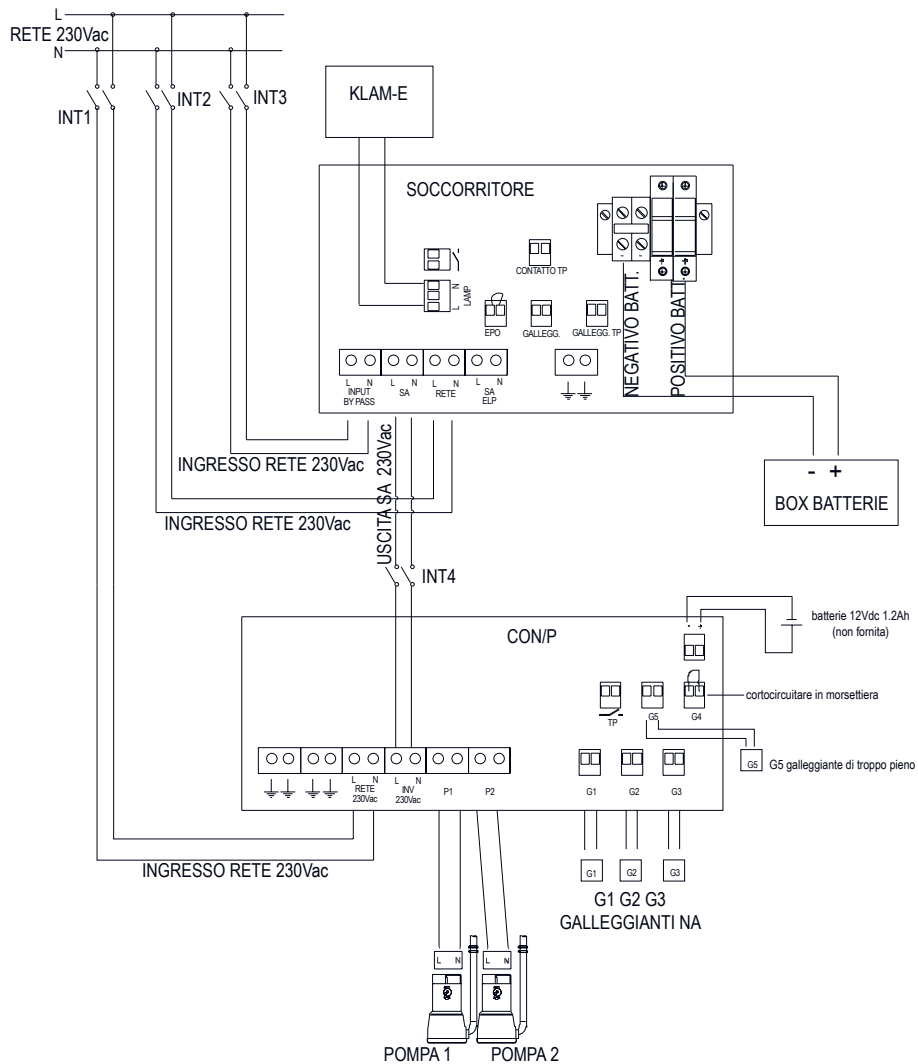 L
RETE 230Vac
N
INT1
INT2
INT3
KLAM-E
SOCCORRITORE
CONTATTO TP
N
L
LAMP
EPO
GALLEGG.
GALLEGG. TP
NEGATIVO BATT.
POSITIVO BATT.
L N
INPUT
BY PASS
L N
SA
L N
RETE
L N
SA
ELP
INGRESSO RETE 230Vac
INGRESSO RETE 230Vac
USCITA SA 230Vac
- +
BOX BATTERIE
INT4
CON/P
- +
batterie 12Vdc 1.2Ah
(non fornita)
cortocircuitare in morsettiera
TP
G5
G4
G5
G5 galleggiante di troppo pieno
L N
RETE
230Vac
L N
INV
230Vac
P1
P2
G1
G2
G3
INGRESSO RETE 230Vac
G1
G2
G3
G1 G2 G3
GALLEGGIANTI NA
L N
L N
POMPA 1
POMPA 2